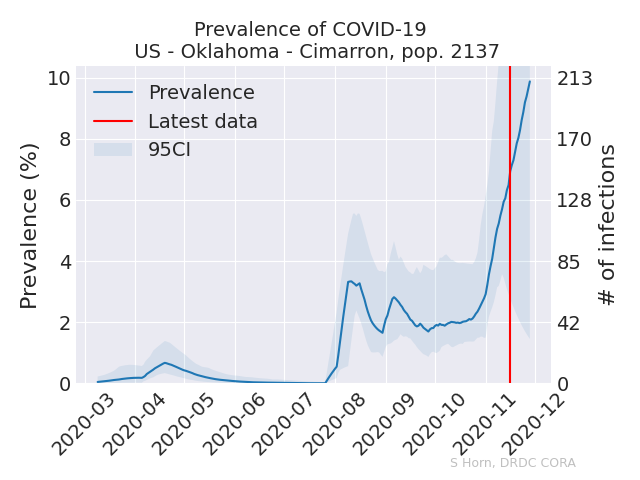 Prevalence of COVID-19
US - Oklahoma - Cimarron, pop. 2137
Prevalence
Latest data
95CI
Prevalence (%)
10
8
6
4
2
0
213
170
128
85
42
0
# of infections
2020-03
2020-04
2020-05
2020-06
2020-07
2020-08
2020-09
2020-10
2020-11
2020-12
S Horn, DRDC CORA